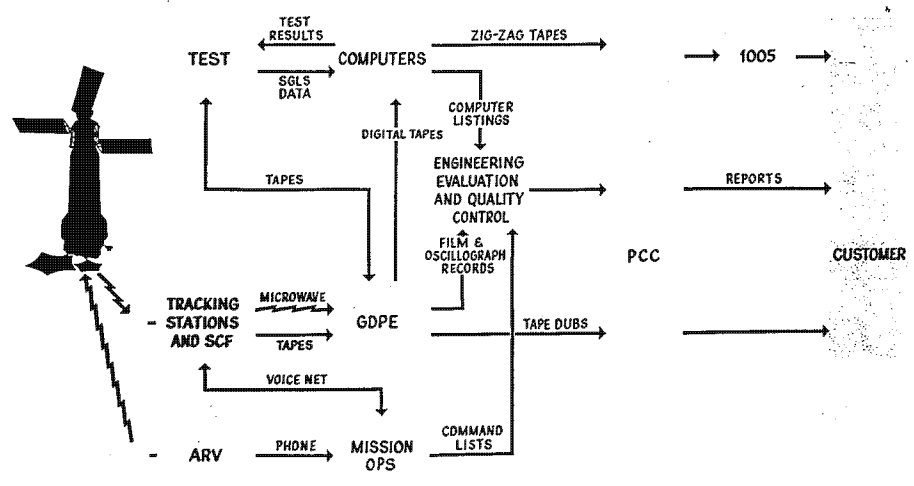 TEST
RESULTS
ZIG-ZAG TAPES
TEST
COMPUTERS
1005
SGLS
DATA
COMPUTER
LISTINGS
DIGITAL TAPES
ENGINEERING
EVALUATION
AND QUALITY
CONTROL
TAPES
REPORTS
FILM &
OSCILLOGRAPH
RECORDS
PCC
CUSTOMER
TRACKING
STATIONS
AND SCF
MICROWAVE
GDPE
TAPES
TAPE DUBS
VOICE NET
COMMAND
LISTS
ARV
PHONE
MISSION
OPS